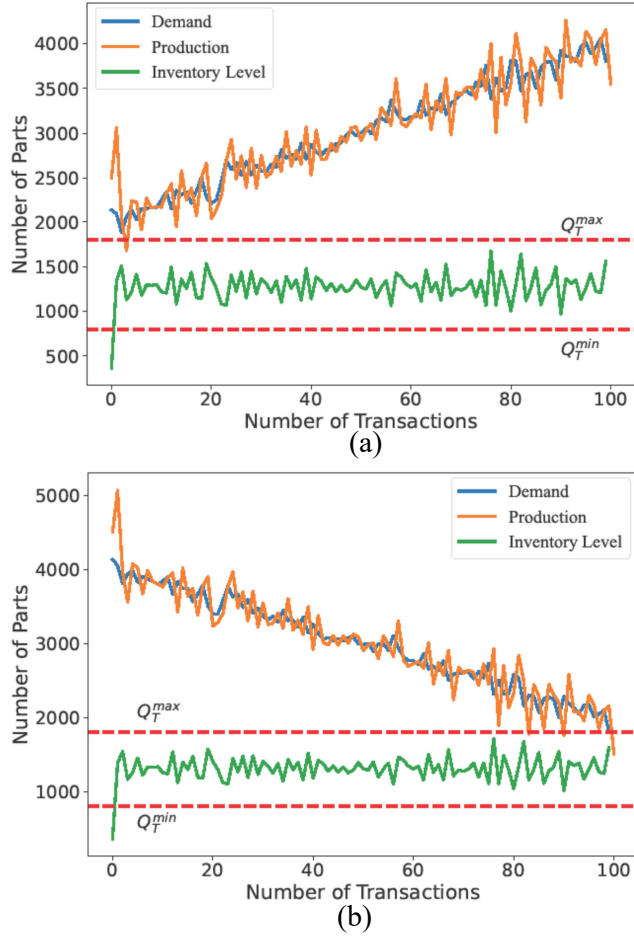 Demand
Production
Inventory Level
4000
3500
3000
2500
2000
1500
1000
500
Number of Parts
Q_T^max
Q_T^min
0 20 40 60 80 100
Number of Transactions
(a)
Demand
Production
Inventory Level
5000
4000
3000
2000
1000
Number of Parts
Q_T^max
Q_T^min
0 20 40 60 80 100
Number of Transactions
(b)